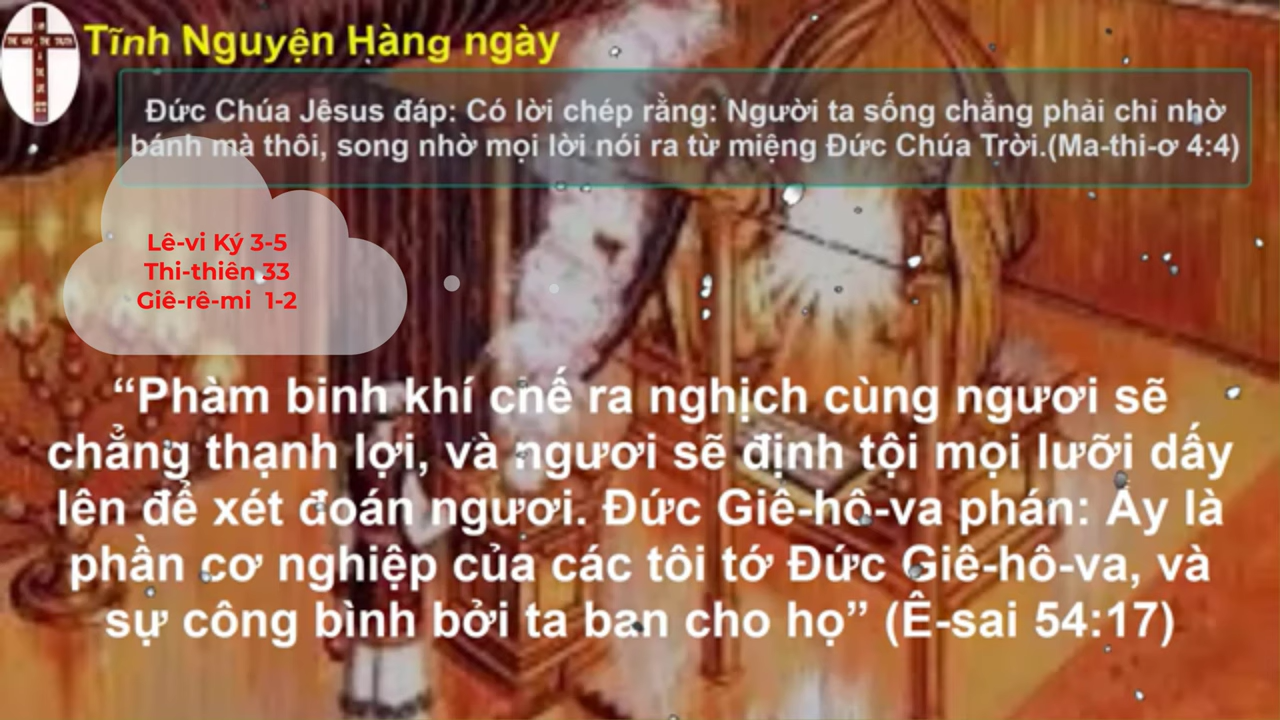 THE WAY THE TRUTH
Tĩnh Nguyện Hàng ngày
Đức Chúa Jêsus đáp: Có lời chép rằng: Người ta sống chẳng phải chỉ nhờ
bánh mà thôi, song nhờ mọi lời nói ra từ miệng Đức Chúa Trời.(Ma-thi-ơ 4:4)
Lê-vi Ký 3-5
Thi-thiên 33
Giê-rê-mi 1-2
“Phàm binh khí chế ra nghịch cùng ngươi sẽ
chẳng thạnh lợi, và ngươi sẽ định tội mọi lưỡi dấy
lên để xét đoán ngươi. Đức Giê-hô-va phán: Ấy là
phần cơ nghiệp của các tôi tớ Đức Giê-hô-va, và
sự công bình bởi ta ban cho họ” (Ê-sai 54:17)